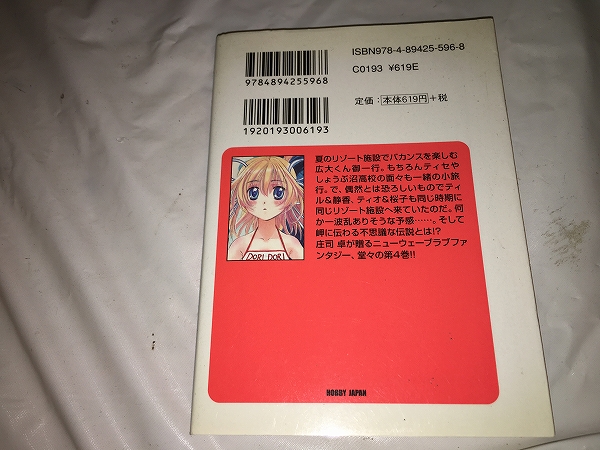 ISBN978-4-89425-596-8
C0193 ¥619E
9784894255968
定価：本体619円+税
1920193006193
夏のリゾート施設でバカンスを楽しむ
広大くん御一行。もちろんティセや
しょうぶ沼高校の面々も一緒の小旅
行。で、偶然とは恐ろしいものでティ
ル&静香、ティオ&桜子も同じ時期に
同じリゾート施設へ来ていたのだ。何
か一波乱ありそうな予感……。そして
岬に伝わる不思議な伝説とは!?
庄司 卓が贈るニューウェーブラブファ
ンタジー、堂々の第4巻!!
DORI DORI
HOBBY JAPAN